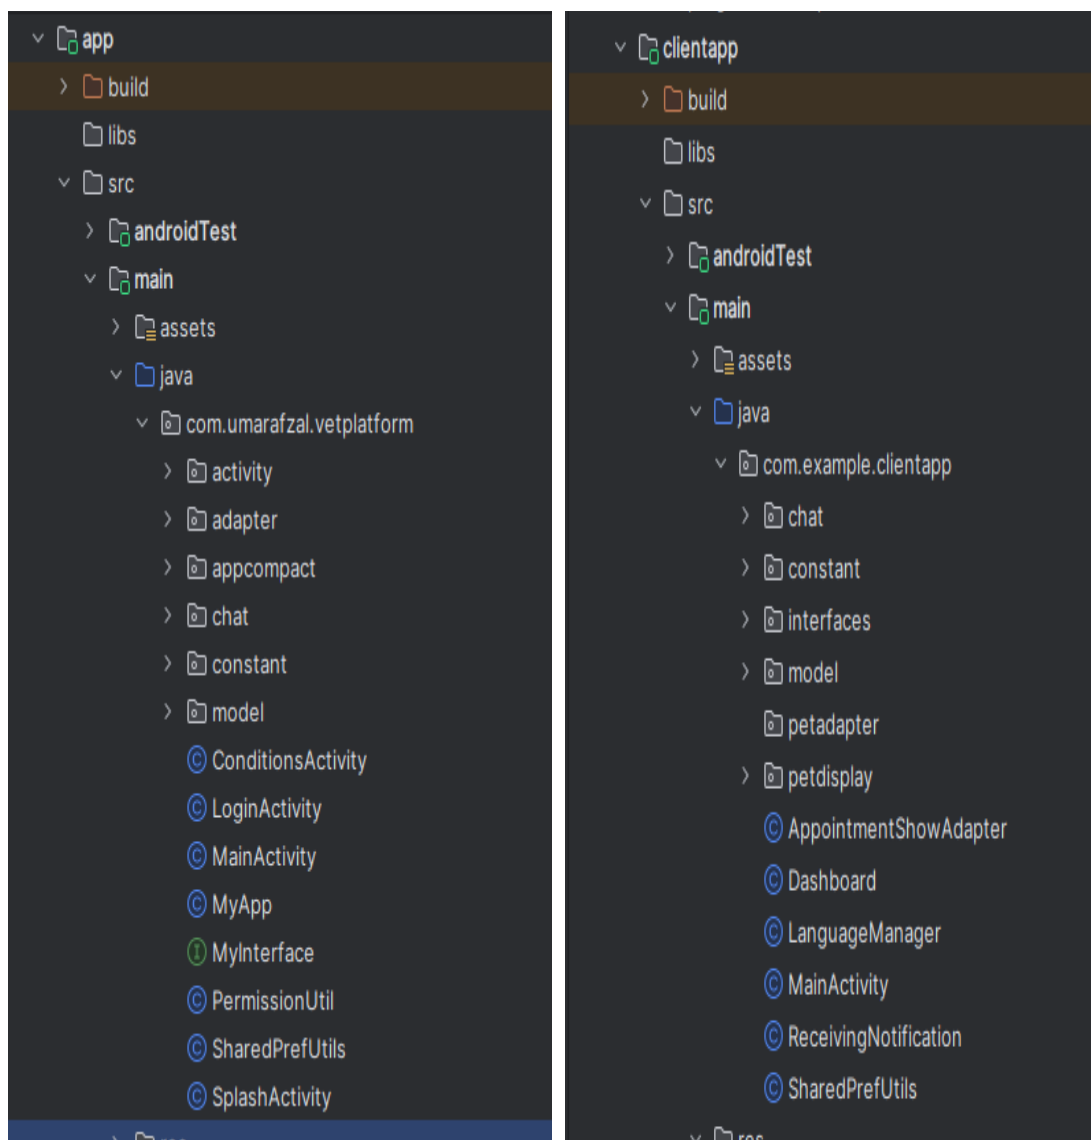 app
build
libs
src
androidTest
main
assets
java
com.umarafzal.vetplatform
activity
adapter
appcompact
chat
constant
model
ConditionsActivity
LoginActivity
MainActivity
MyApp
MyInterface
PermissionUtil
SharedPrefUtils
SplashActivity
clientapp
build
libs
src
androidTest
main
assets
java
com.example.clientapp
chat
constant
interfaces
model
petadapter
petdisplay
AppointmentShowAdapter
Dashboard
LanguageManager
MainActivity
ReceivingNotification
SharedPrefUtils